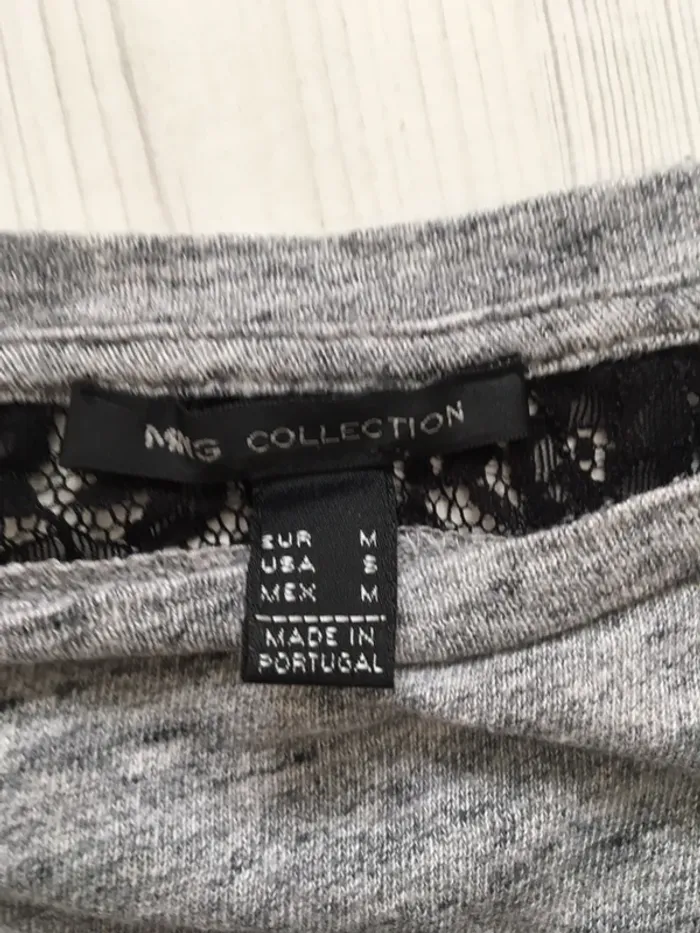 MNG COLLECTION
EUR M
USA S
MEX M
MADE IN
PORTUGAL